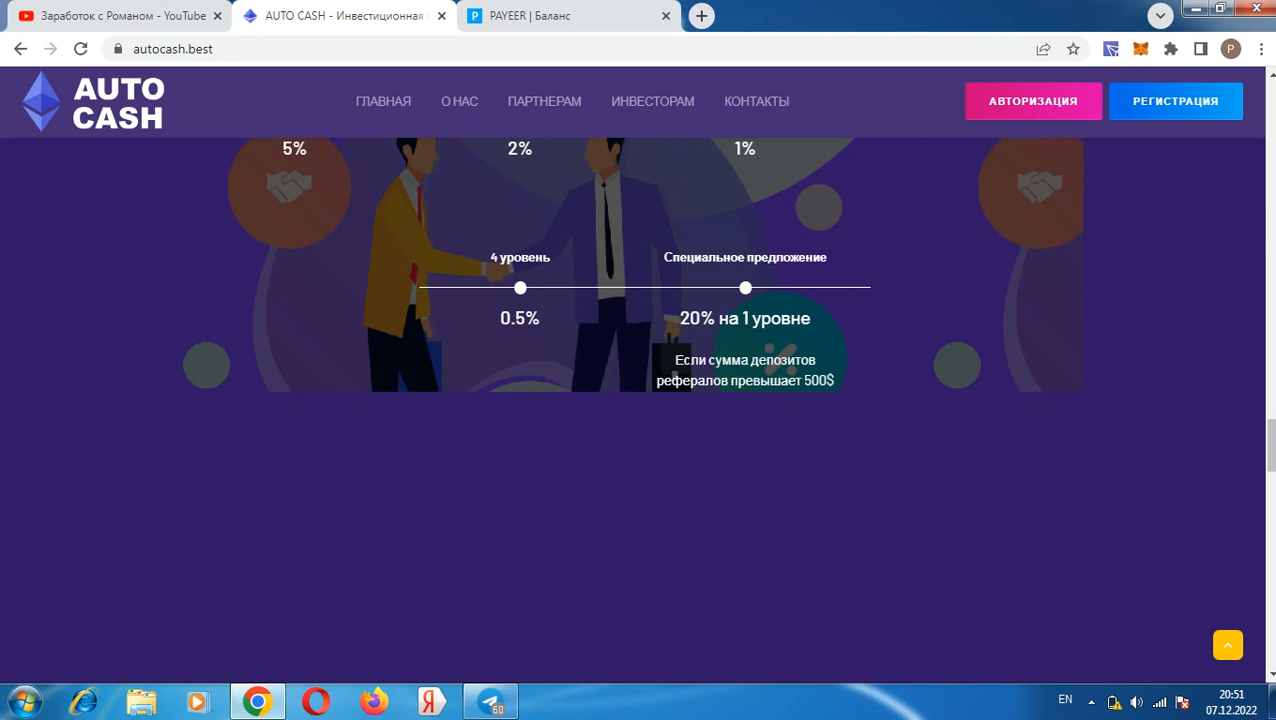 Заработок с Романом - YouTube
AUTO CASH - Инвестиционная
PAYEER | Баланс
autocash.best
P
AUTO CASH
ГЛАВНАЯ
О НАС
ПАРТНЕРАМ
ИНВЕСТОРАМ
КОНТАКТЫ
АВТОРИЗАЦИЯ
РЕГИСТРАЦИЯ
5%
2%
1%
4 уровень
Специальное предложение
0.5%
20% на 1 уровне
Если сумма депозитов
рефералов превышает 500$
60
EN
20:51
07.12.2022